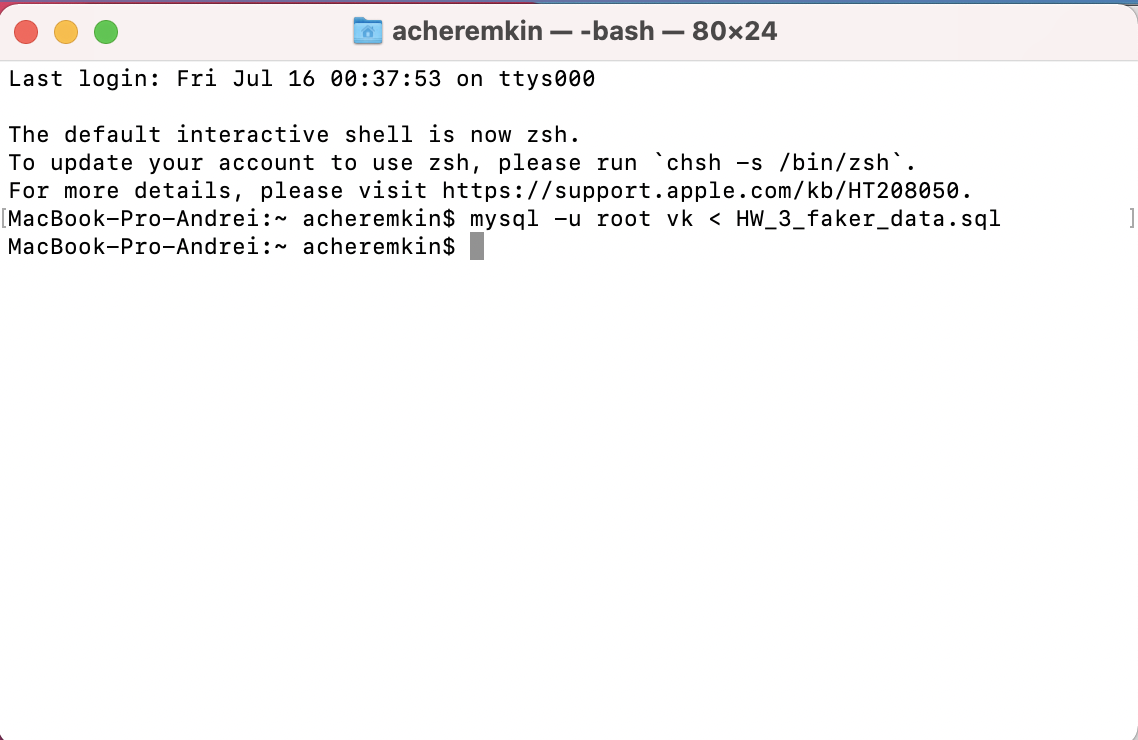 acheremkin — -bash — 80×24
Last login: Fri Jul 16 00:37:53 on ttys000
The default interactive shell is now zsh.
To update your account to use zsh, please run `chsh -s /bin/zsh`.
For more details, please visit https://support.apple.com/kb/HT208050.
[MacBook-Pro-Andrei:~ acheremkin$ mysql -u root vk < HW_3_faker_data.sql ]
MacBook-Pro-Andrei:~ acheremkin$